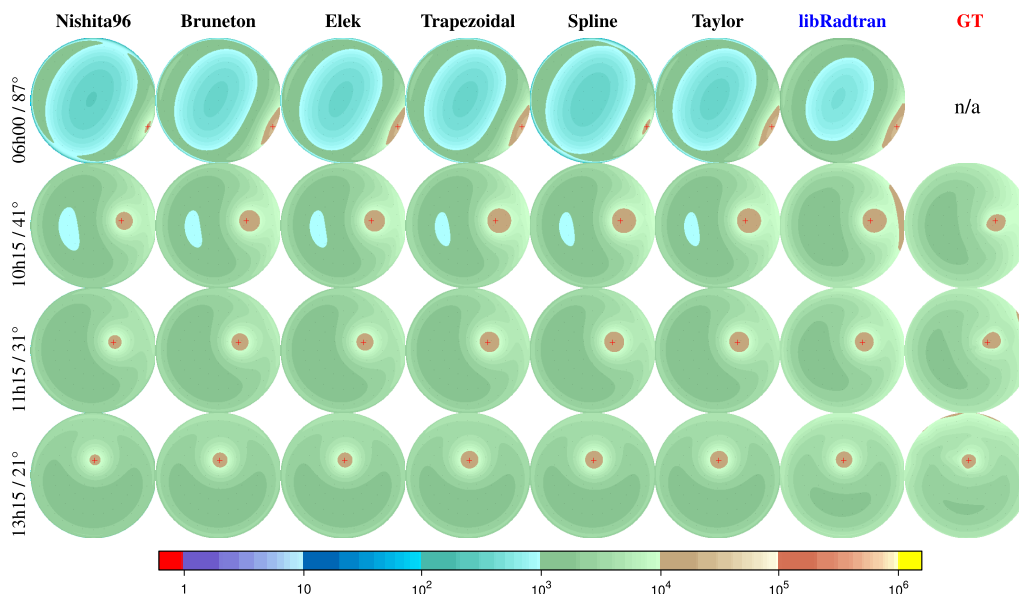 Nishita96 Bruneton Elek Trapezoidal Spline Taylor libRadtran GT
06h00 / 87°
n/a
10h15 / 41°
11h15 / 31°
13h15 / 21°
1 10 10² 10³ 10⁴ 10⁵ 10⁶